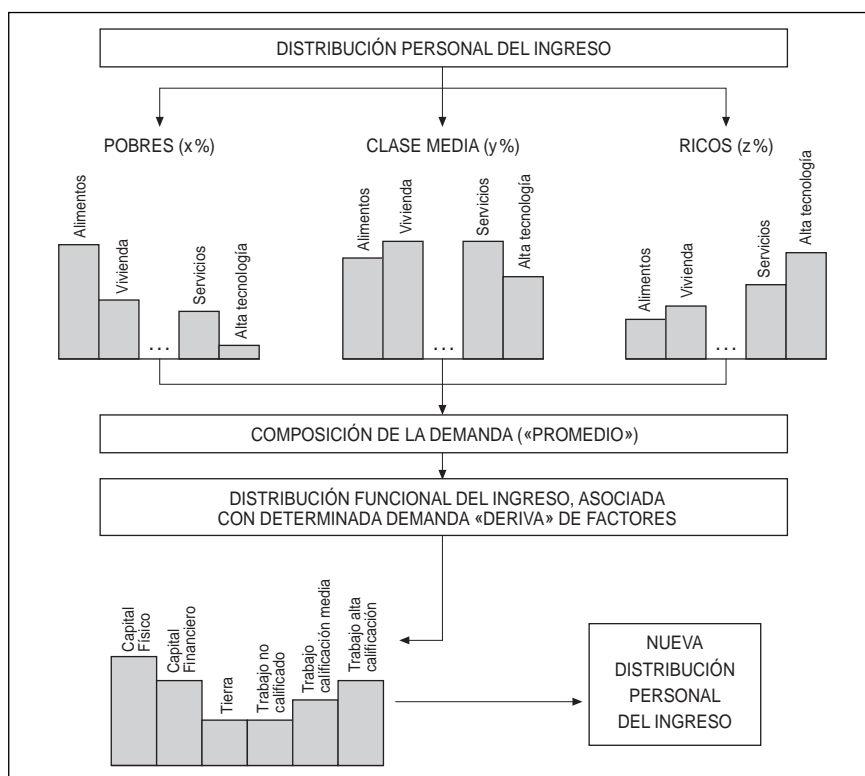 DISTRIBUCIÓN PERSONAL DEL INGRESO
POBRES (x %)
CLASE MEDIA (y %)
RICOS (z %)
Alimentos
Vivienda
...
Servicios
Alta tecnología
Alimentos
Vivienda
...
Servicios
Alta tecnología
Alimentos
Vivienda
...
Servicios
Alta tecnología
COMPOSICIÓN DE LA DEMANDA («PROMEDIO»)
DISTRIBUCIÓN FUNCIONAL DEL INGRESO, ASOCIADA
CON DETERMINADA DEMANDA «DERIVA» DE FACTORES
Capital
Físico
Capital
Financiero
Tierra
Trabajo no
calificado
Trabajo
calificación media
Trabajo alta
calificación
NUEVA
DISTRIBUCIÓN
PERSONAL
DEL INGRESO